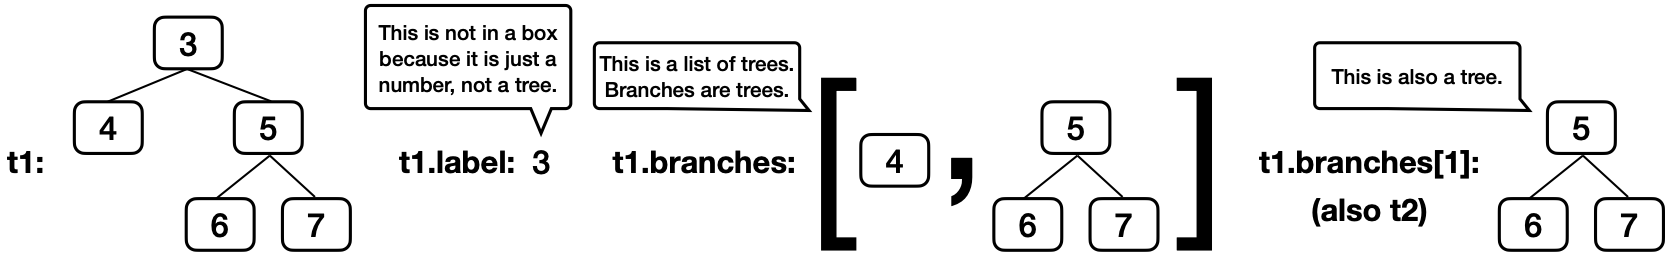 t1:
3
4
5
6
7
This is not in a box
because it is just a
number, not a tree.
t1.label: 3
This is a list of trees.
Branches are trees.
t1.branches:
[ 4 , 5
6
7 ]
This is also a tree.
t1.branches[1]:
(also t2)
5
6
7